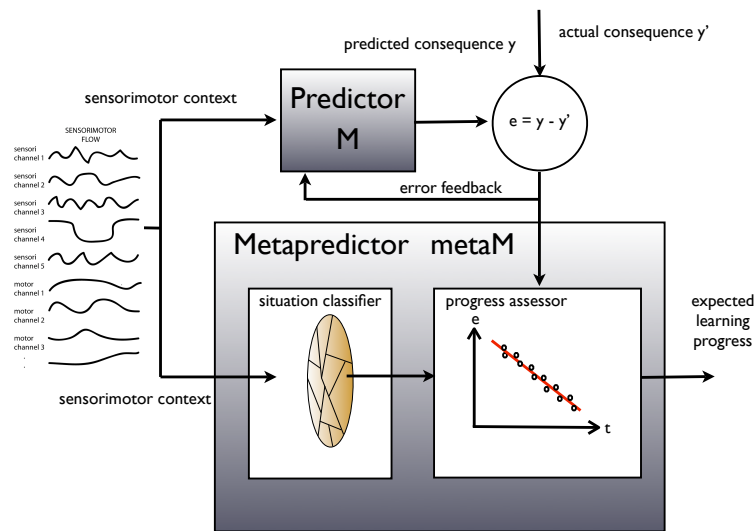 actual consequence y’
predicted consequence y
sensorimotor context
Predictor
M
e = y - y’
SENSORIMOTOR
FLOW
sensori
channel 1
sensori
channel 2
sensori
channel 3
sensori
channel 4
sensori
channel 5
motor
channel 1
motor
channel 2
motor
channel 3
.
.
error feedback
Metapredictor metaM
situation classifier
progress assessor
e
t
expected
learning
progress
sensorimotor context